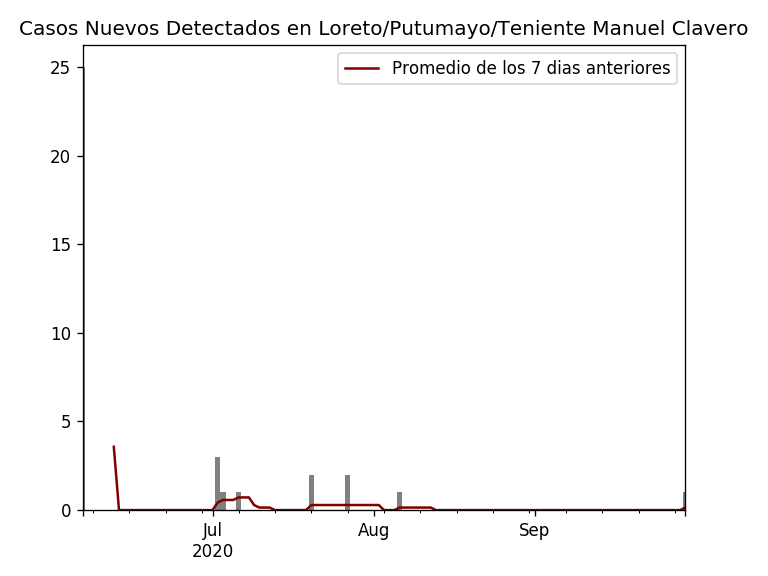 Casos Nuevos Detectados en Loreto/Putumayo/Teniente Manuel Clavero
Promedio de los 7 dias anteriores
25
20
15
10
5
0
Jul
2020
Aug
Sep